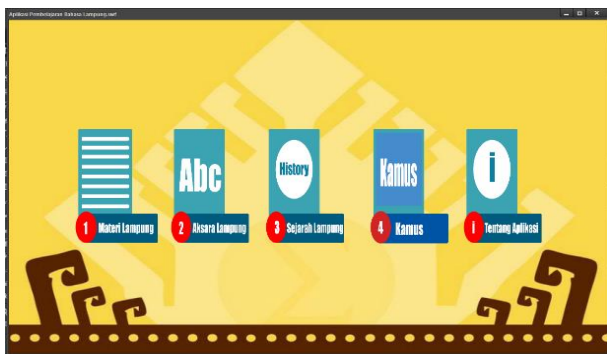 Aplikasi Pembelajaran Bahasa Lampung.swf
Abc
History
Kamus
i
1 Materi Lampung
2 Aksara Lampung
3 Sejarah Lampung
4 Kamus
i Tentang Aplikasi